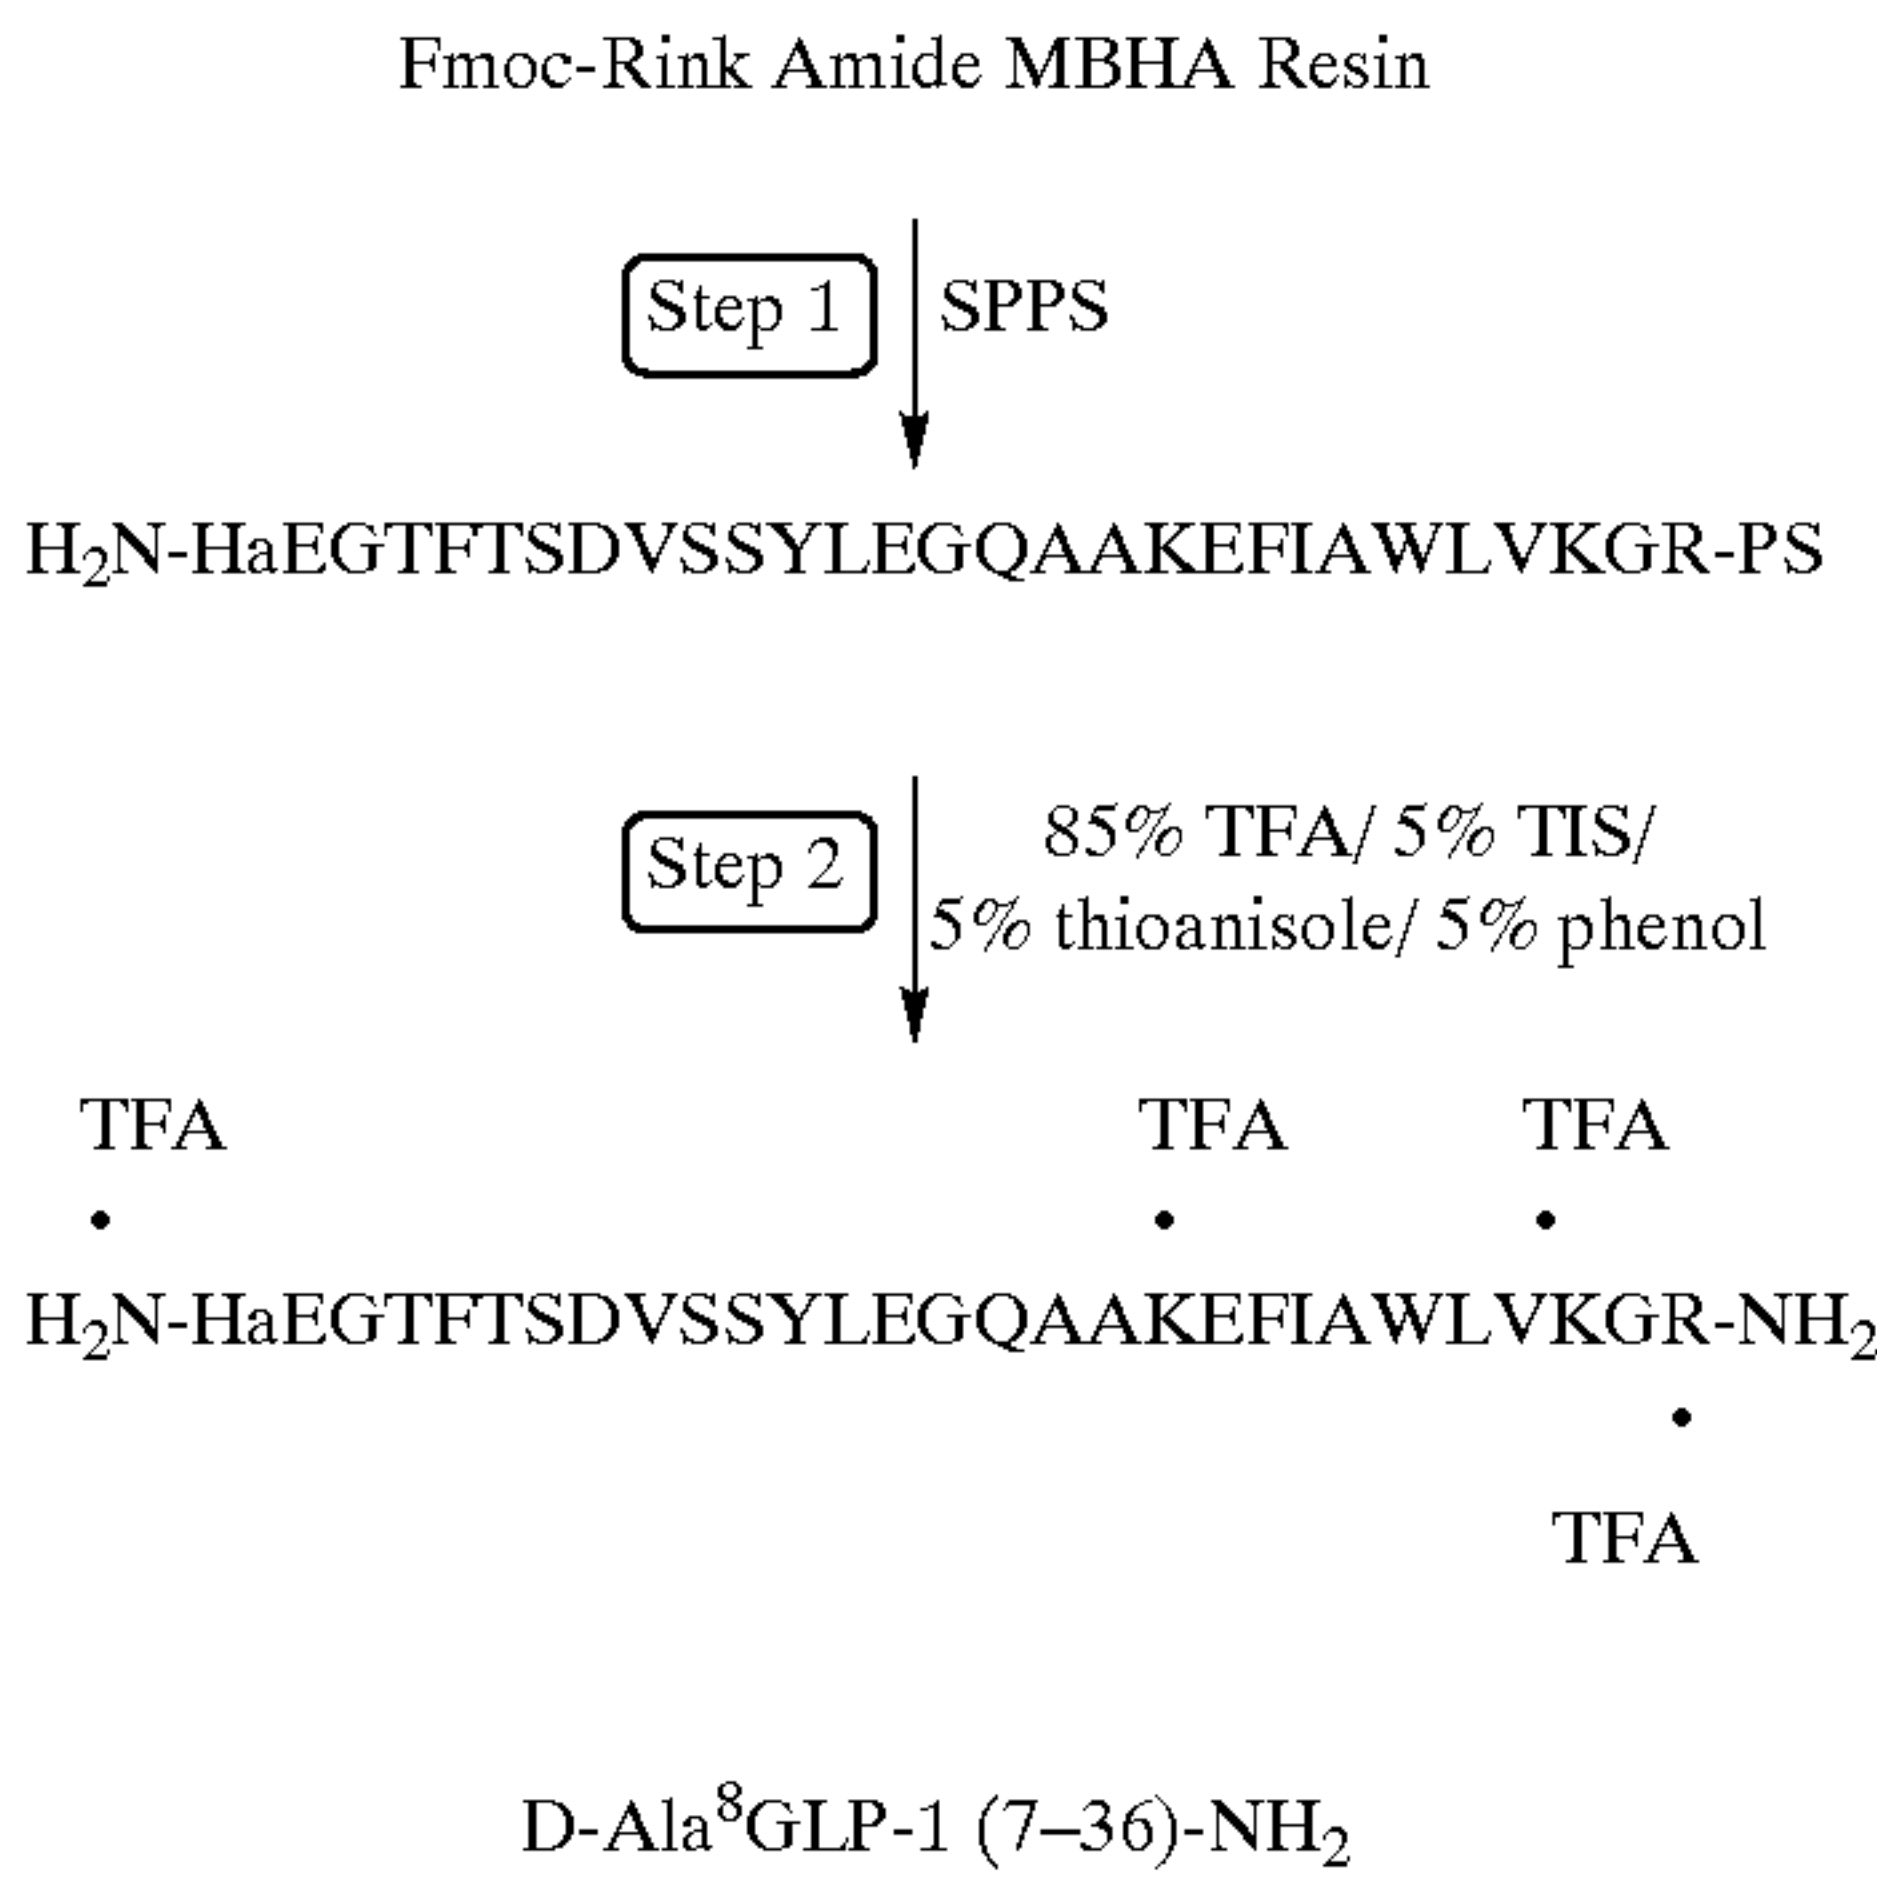 Fmoc-Rink Amide MBHA Resin
Step 1
SPPS
H₂N-HaEGTFTSDVSSYLEGQAAKEFIAWLVKGR-PS
Step 2
85% TFA/ 5% TIS/
5% thioanisole/ 5% phenol
TFA TFA TFA
• • •
H₂N-HaEGTFTSDVSSYLEGQAAKEFIAWLVKGR-NH₂
•
TFA
D-Ala⁸GLP-1 (7–36)-NH₂